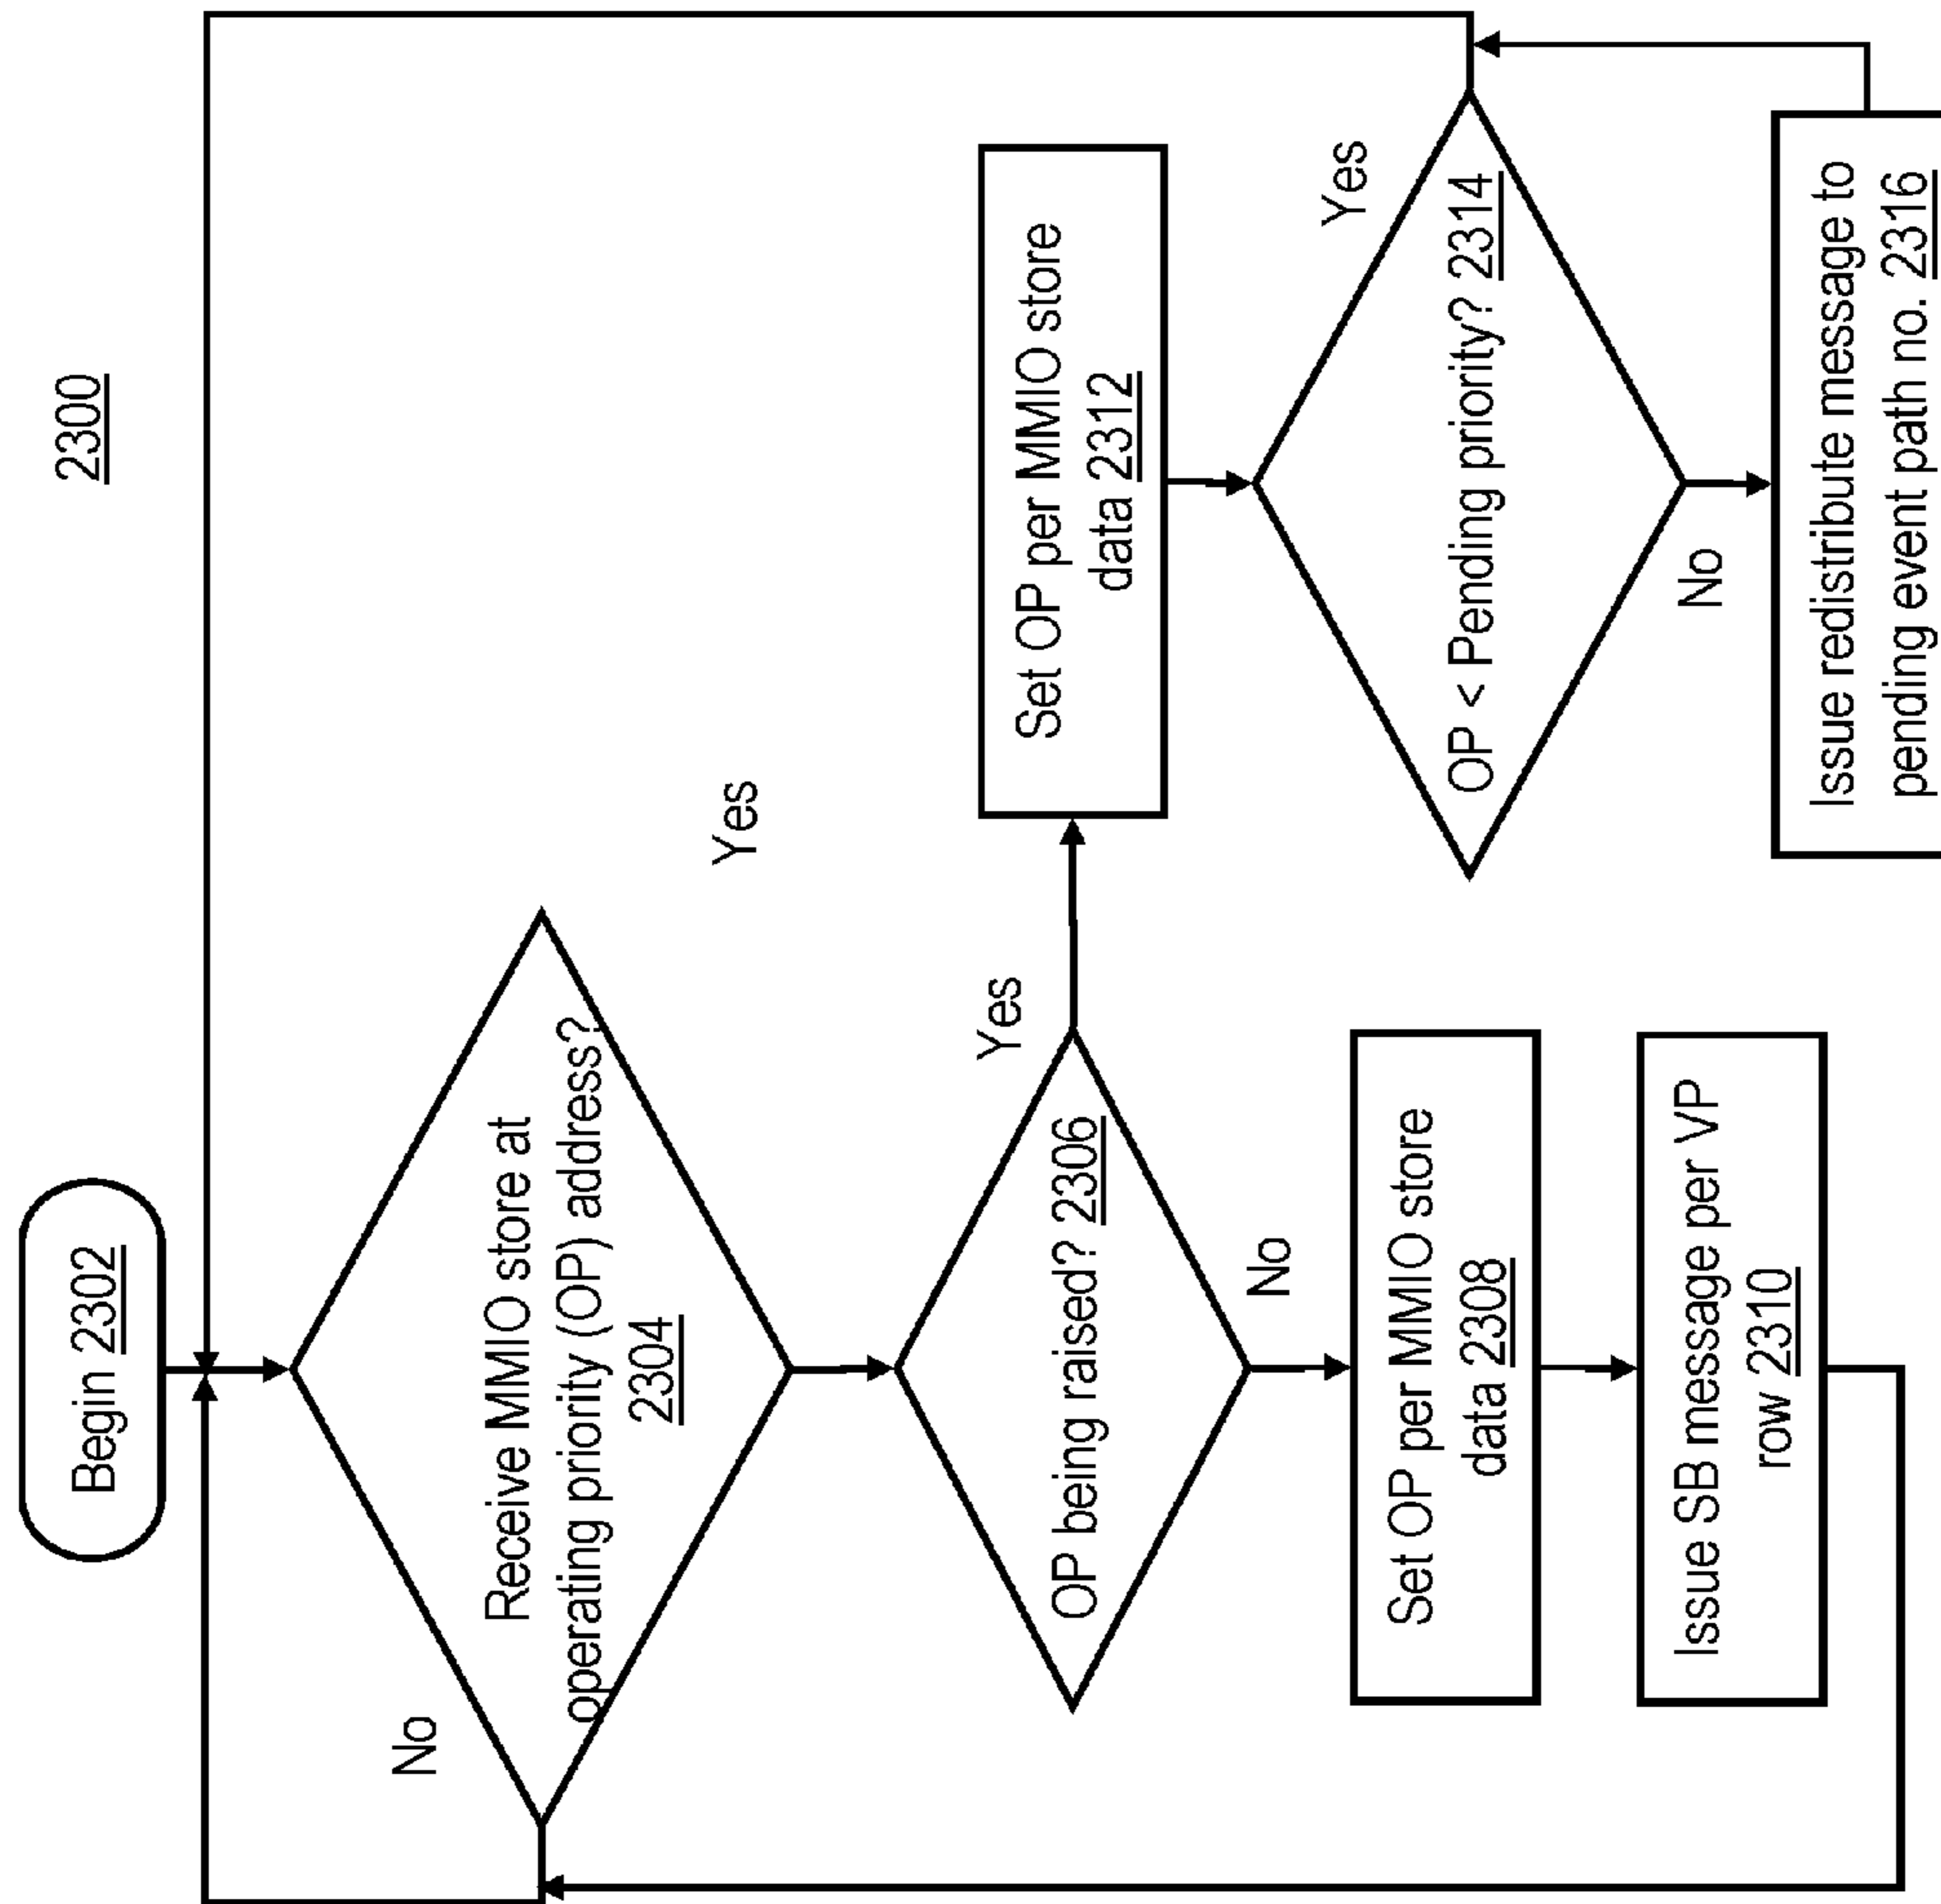 2300
Begin 2302
No
Receive MMIO store at
operating priority (OP) address?
2304
Yes
OP being raised? 2306
Yes
No
Set OP per MMIO store
data 2308
Issue SB message per VP
row 2310
Set OP per MMIO store
data 2312
OP < Pending priority? 2314
Yes
No
Issue redistribute message to
pending event path no. 2316